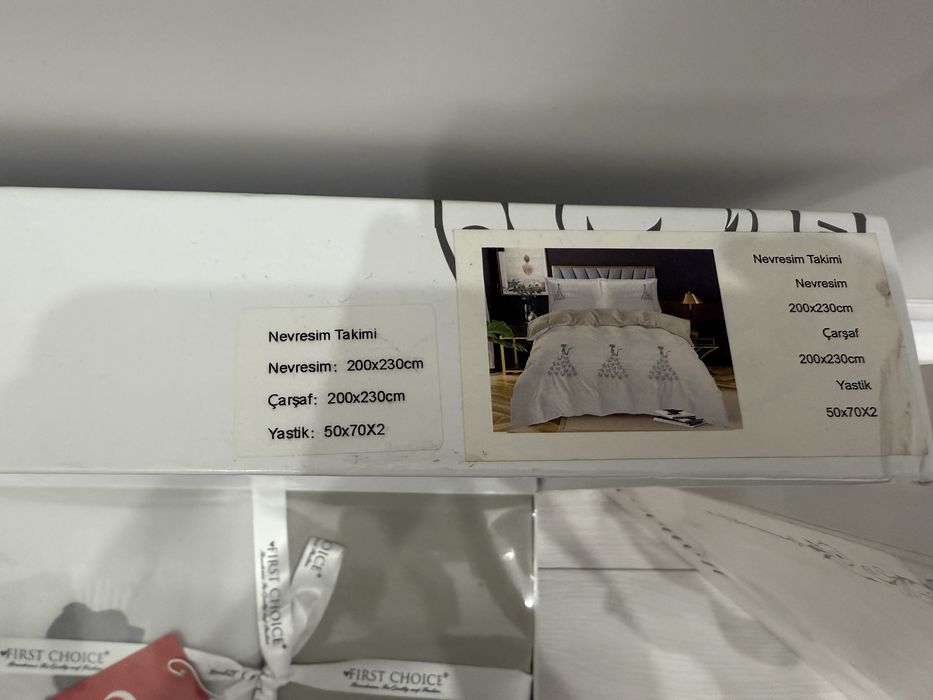 Nevresim Takimi
Nevresim: 200x230cm
Çarşaf: 200x230cm
Yastik: 50x70X2
Nevresim Takimi
Nevresim
200x230cm
Çarşaf
200x230cm
Yastik
50x70X2
OICE®
FIRST CHOICE®
FIRST CHOICE®
FIRST CHOICE®